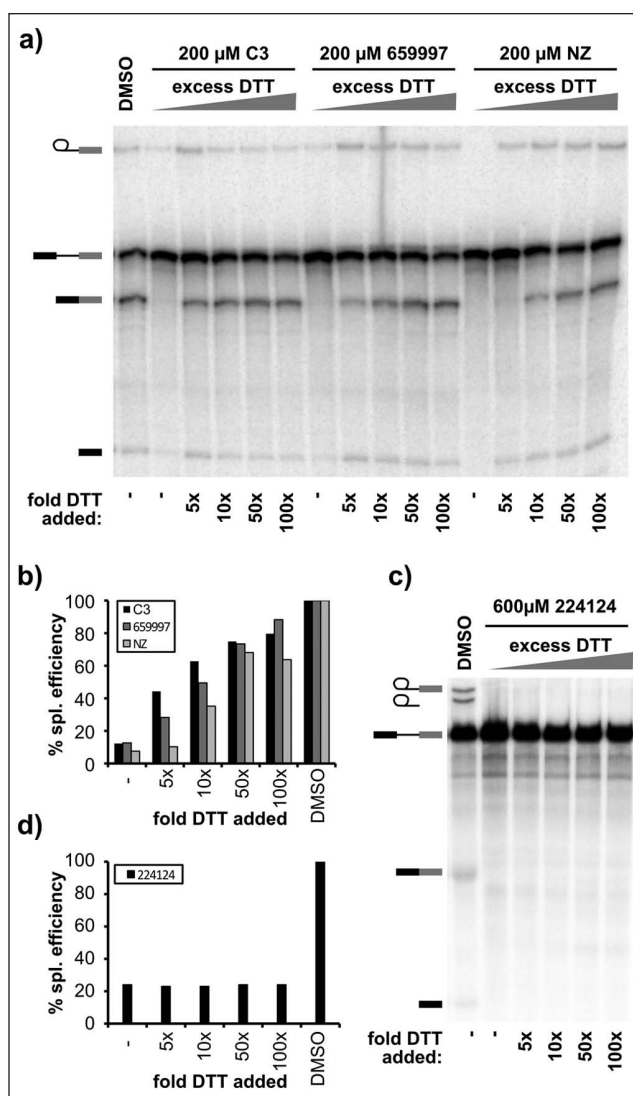 a)
200 µM C3 200 µM 659997 200 µM NZ
DMSO
excess DTT excess DTT excess DTT
fold DTT
added:
- - 5x 10x 50x 100x - 5x 10x 50x 100x - 5x 10x 50x 100x
b)
100
80
60
40
20
0
% spl. efficiency
C3
659997
NZ
- 5x 10x 50x 100x DMSO
fold DTT added
c)
600µM 224124
DMSO
excess DTT
fold DTT
added:
- - 5x 10x 50x 100x
d)
100
80
60
40
20
0
% spl. efficiency
224124
- 5x 10x 50x 100x DMSO
fold DTT added